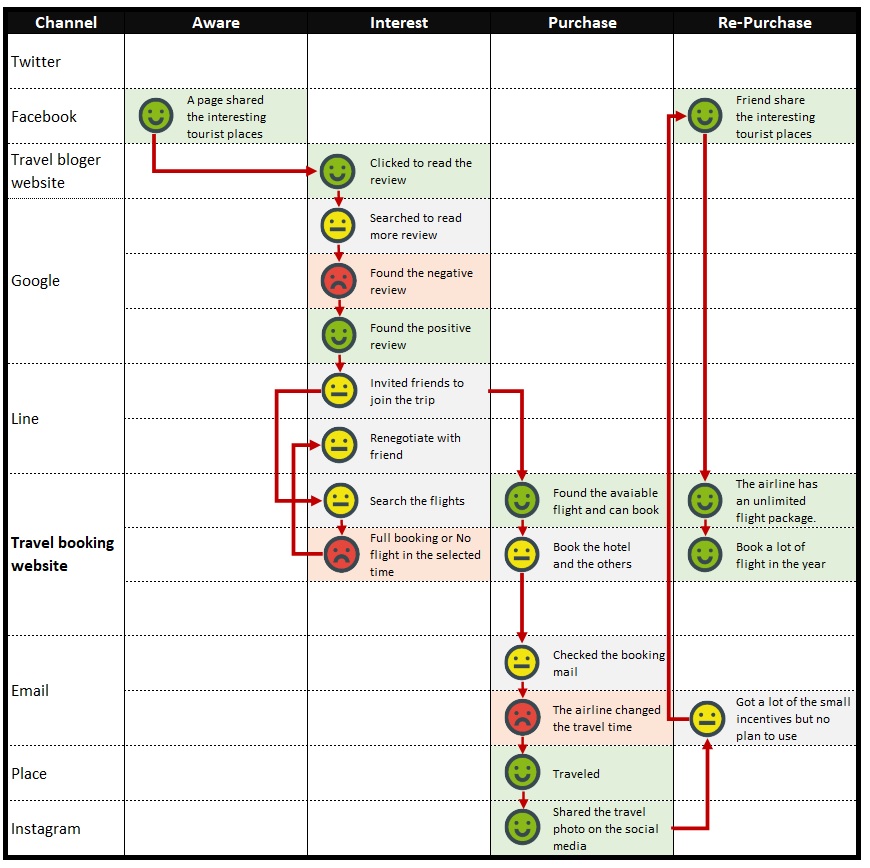 Channel
Aware
Interest
Purchase
Re-Purchase
Twitter
Facebook
A page shared
the interesting
tourist places
Friend share
the interesting
tourist places
Travel bloger
website
Clicked to read the
review
Google
Searched to read
more review
Found the negative
review
Found the positive
review
Line
Invited friends to
join the trip
Renegotiate with
friend
Travel booking
website
Search the flights
Found the avaiable
flight and can book
The airline has
an unlimited
flight package.
Full booking or No
flight in the selected
time
Book the hotel
and the others
Book a lot of
flight in the year
Email
Checked the booking
mail
The airline changed
the travel time
Got a lot of the small
incentives but no
plan to use
Place
Traveled
Instagram
Shared the travel
photo on the social
media